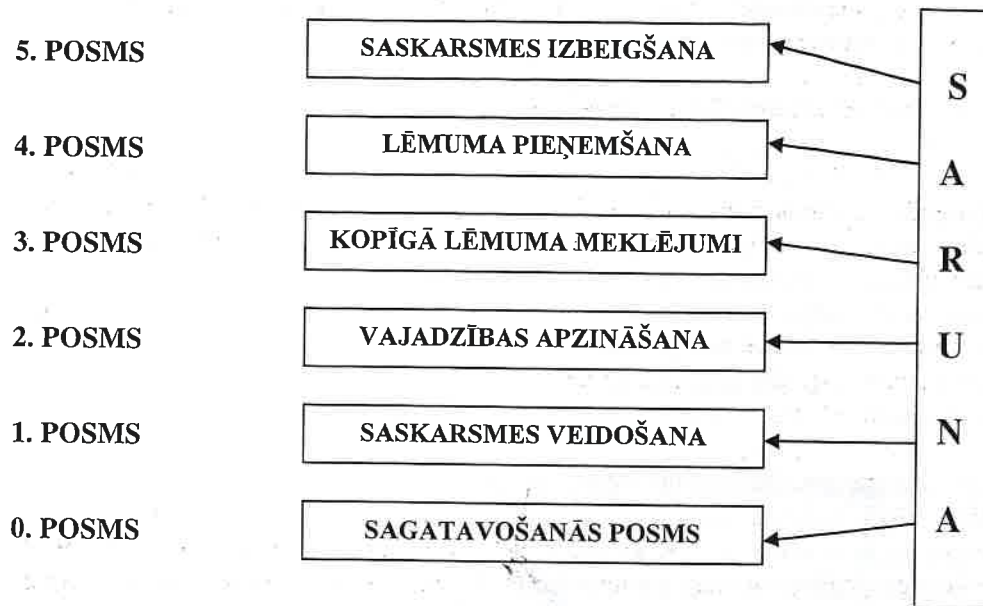 5. POSMS SASKARSMES IZBEIGŠANA
4. POSMS LĒMUMA PIEŅEMŠANA
3. POSMS KOPĪGĀ LĒMUMA MEKLĒJUMI
2. POSMS VAJADZĪBAS APZINĀŠANA
1. POSMS SASKARSMES VEIDOŠANA
0. POSMS SAGATAVOŠANĀS POSMS
S
A
R
U
N
A